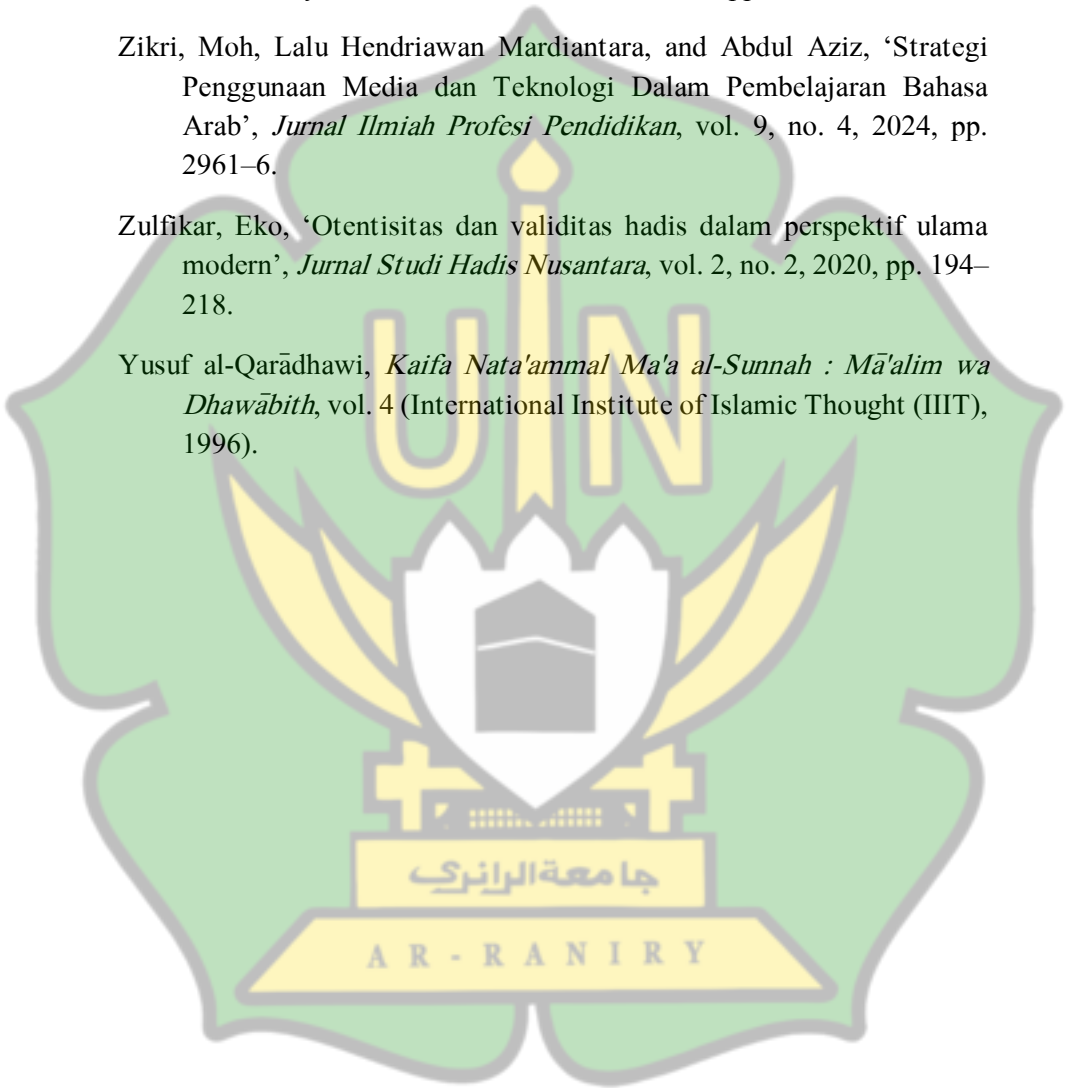 Zikri, Moh, Lalu Hendriawan Mardiantara, and Abdul Aziz, ‘Strategi
Penggunaan Media dan Teknologi Dalam Pembelajaran Bahasa
Arab’, Jurnal Ilmiah Profesi Pendidikan, vol. 9, no. 4, 2024, pp.
2961–6.
Zulfikar, Eko, ‘Otentisitas dan validitas hadis dalam perspektif ulama
modern’, Jurnal Studi Hadis Nusantara, vol. 2, no. 2, 2020, pp. 194–
218.
Yusuf al-Qarādhawi, Kaifa Nata'ammal Ma'a al-Sunnah : Mā'alim wa
Dhawābith, vol. 4 (International Institute of Islamic Thought (IIIT),
1996).
UIN
جامعة الرانري
AR-RANIRY